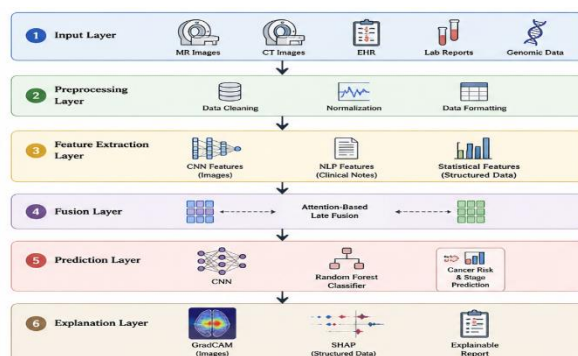 1 Input Layer
MR Images
CT Images
EHR
Lab Reports
Genomic Data
2 Preprocessing
Layer
Data Cleaning
Normalization
Data Formatting
3 Feature Extraction
Layer
CNN Features
(Images)
NLP Features
(Clinical Notes)
Statistical Features
(Structured Data)
4 Fusion Layer
Attention-Based
Late Fusion
5 Prediction Layer
CNN
Random Forest
Classifier
Cancer Risk
& Stage
Prediction
6 Explanation Layer
GradCAM
(Images)
SHAP
(Structured Data)
Explainable
Report